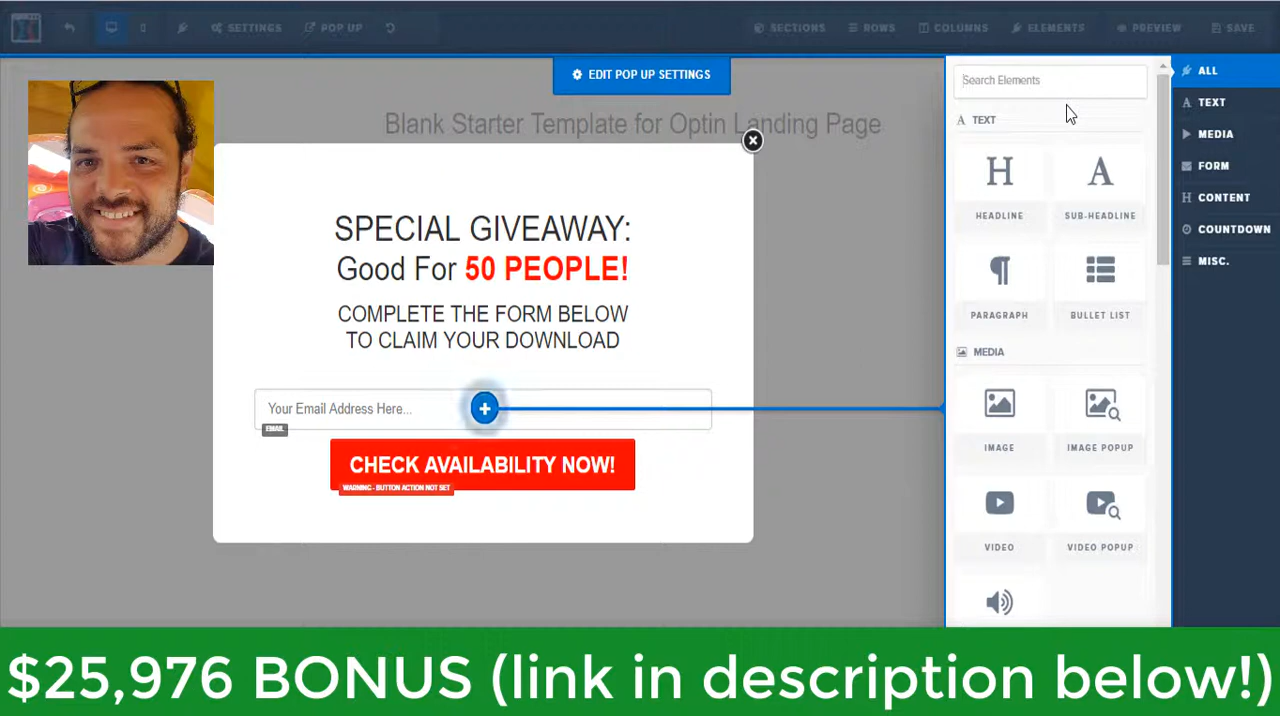 SETTINGS
POP UP
SECTIONS
ROWS
COLUMNS
ELEMENTS
PREVIEW
SAVE
EDIT POP UP SETTINGS
Blank Starter Template for Optin Landing Page
SPECIAL GIVEAWAY:
Good For 50 PEOPLE!
COMPLETE THE FORM BELOW
TO CLAIM YOUR DOWNLOAD
Your Email Address Here...
EMAIL
CHECK AVAILABILITY NOW!
WARNING - BUTTON ACTION NOT SET
Search Elements
TEXT
HEADLINE
SUB-HEADLINE
PARAGRAPH
BULLET LIST
MEDIA
IMAGE
IMAGE POPUP
VIDEO
VIDEO POPUP
ALL
TEXT
MEDIA
FORM
CONTENT
COUNTDOWN
MISC.
$25,976 BONUS (link in description below!)